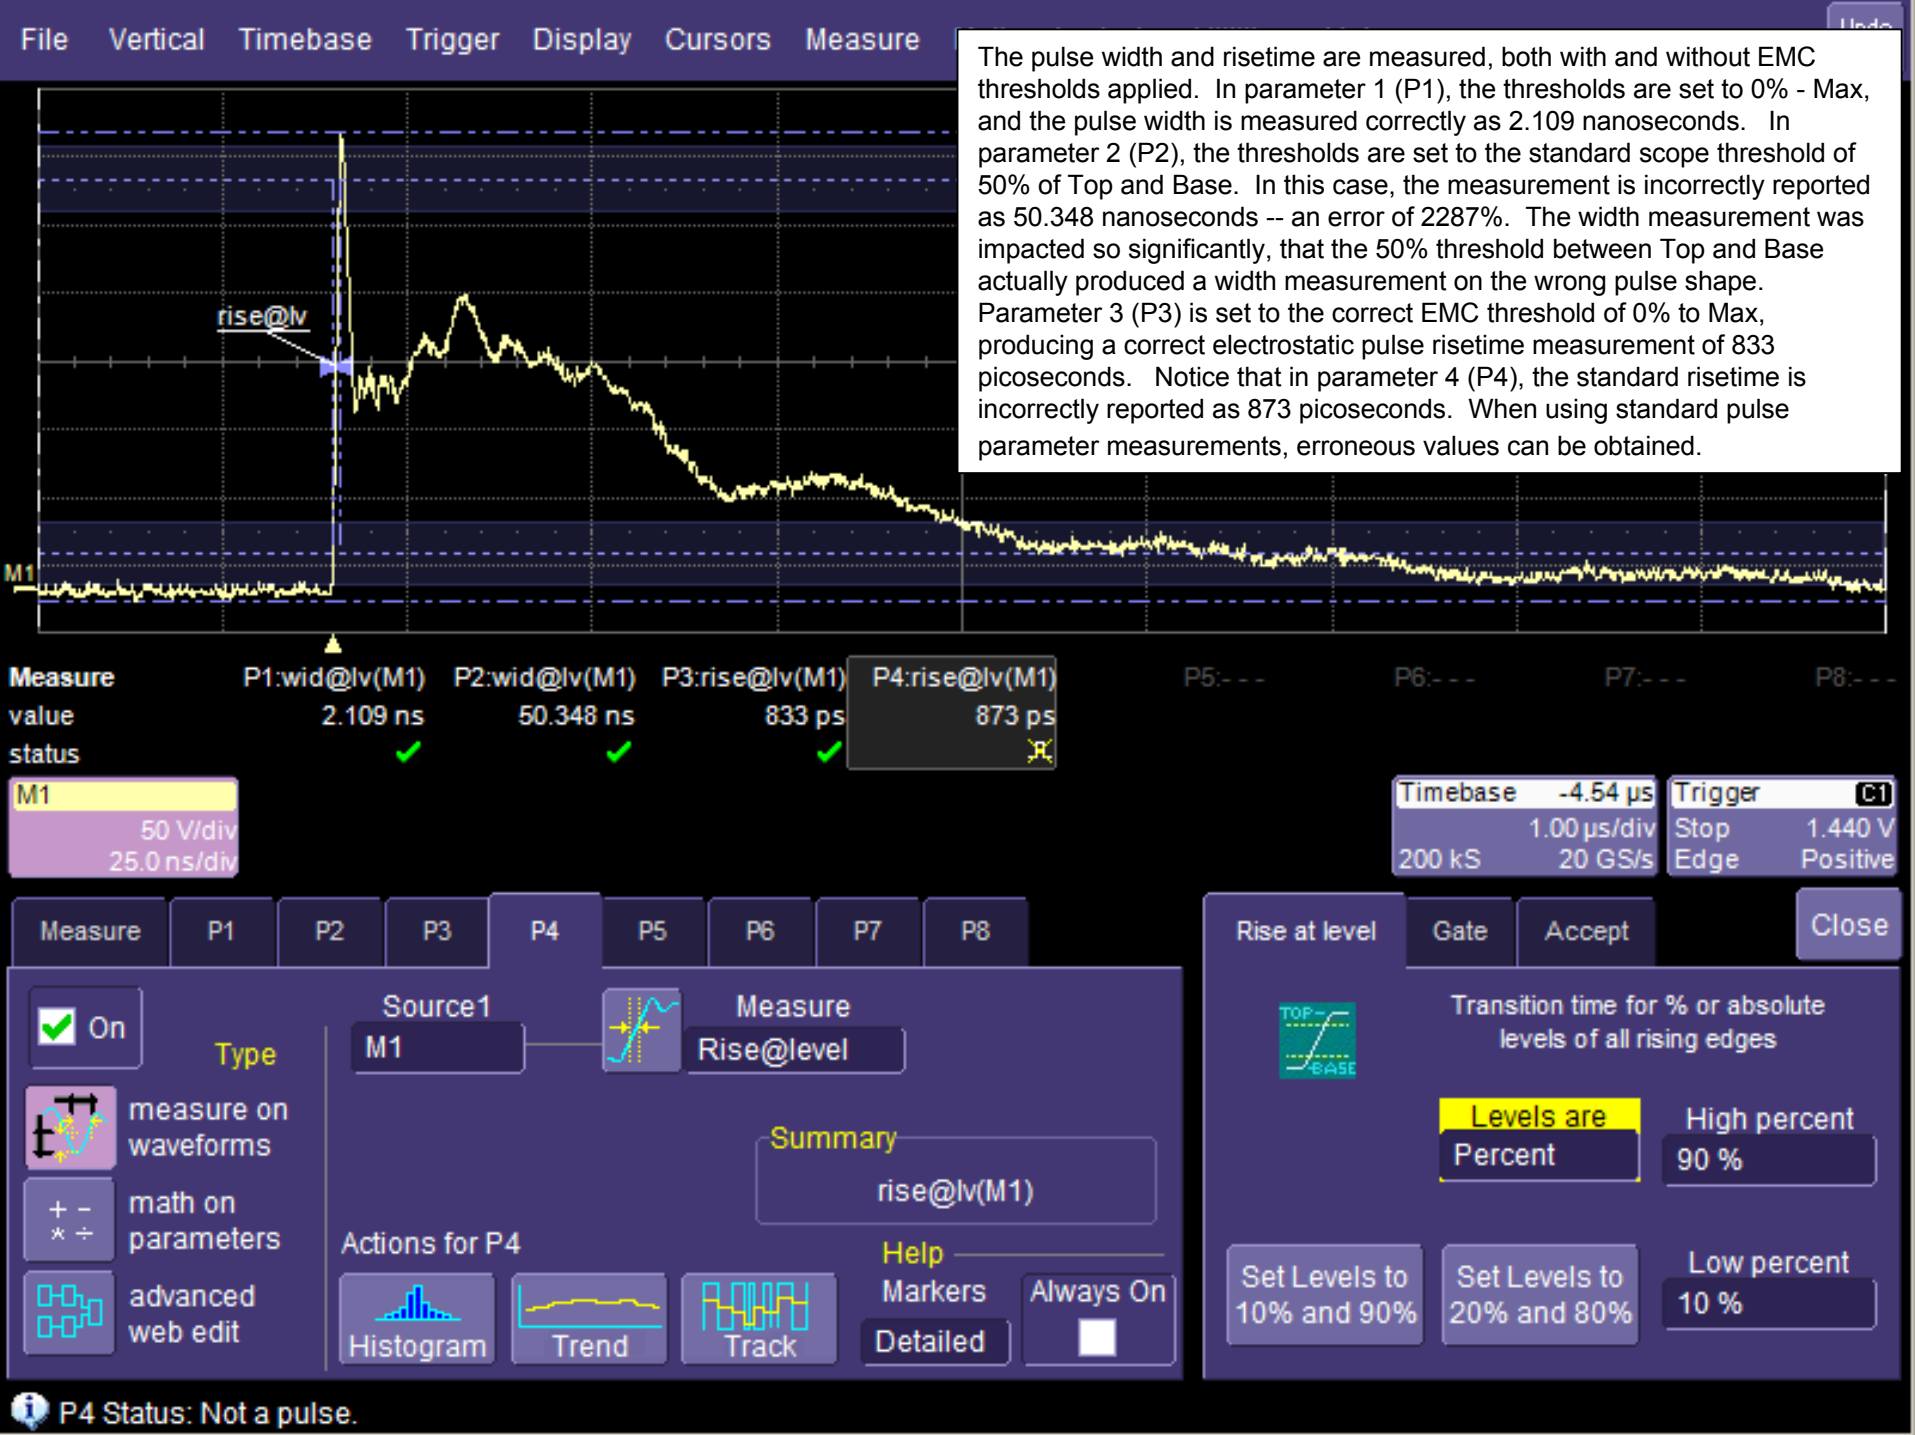 File Vertical Timebase Trigger Display Cursors Measure
The pulse width and risetime are measured, both with and without EMC
thresholds applied. In parameter 1 (P1), the thresholds are set to 0% - Max,
and the pulse width is measured correctly as 2.109 nanoseconds. In
parameter 2 (P2), the thresholds are set to the standard scope threshold of
50% of Top and Base. In this case, the measurement is incorrectly reported
as 50.348 nanoseconds -- an error of 2287%. The width measurement was
impacted so significantly, that the 50% threshold between Top and Base
actually produced a width measurement on the wrong pulse shape.
Parameter 3 (P3) is set to the correct EMC threshold of 0% to Max,
producing a correct electrostatic pulse risetime measurement of 833
picoseconds. Notice that in parameter 4 (P4), the standard risetime is
incorrectly reported as 873 picoseconds. When using standard pulse
parameter measurements, erroneous values can be obtained.
rise@lv
M1
Measure P1:wid@lv(M1) P2:wid@lv(M1) P3:rise@lv(M1) P4:rise@lv(M1) P5:- - - P6:- - - P7:- - - P8:- - -
value 2.109 ns 50.348 ns 833 ps 873 ps
status
M1
50 V/div
25.0 ns/div
Timebase -4.54 µs
1.00 µs/div
200 kS 20 GS/s
Trigger C1
Stop 1.440 V
Edge Positive
Measure P1 P2 P3 P4 P5 P6 P7 P8
Rise at level Gate Accept Close
On
Type
Source1
M1
Measure
Rise@level
measure on
waveforms
math on
parameters
advanced
web edit
Summary
rise@lv(M1)
Actions for P4
Histogram
Trend
Track
Help
Markers
Detailed
Always On
TOP
BASE
Transition time for % or absolute
levels of all rising edges
Levels are
Percent
High percent
90 %
Set Levels to
10% and 90%
Set Levels to
20% and 80%
Low percent
10 %
P4 Status: Not a pulse.